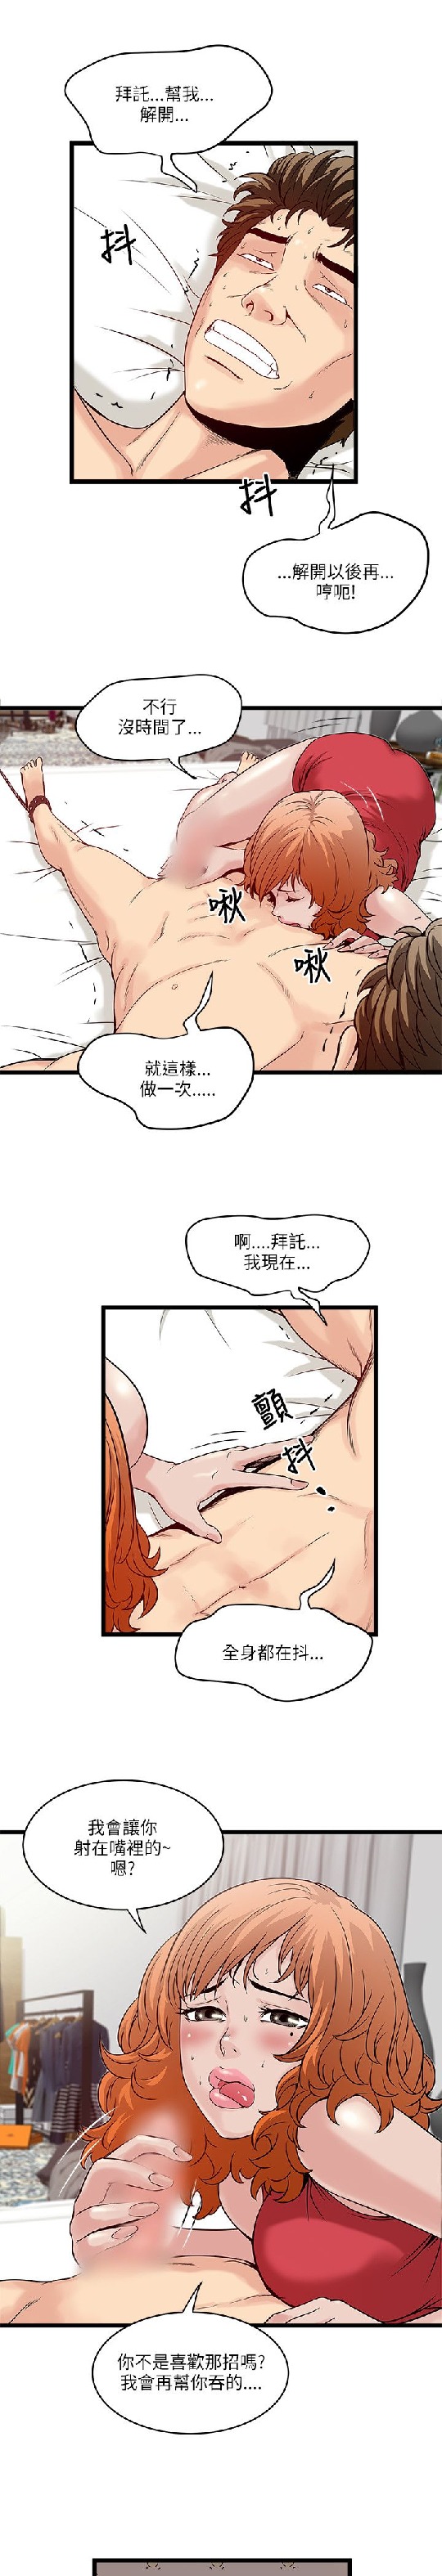 拜託...幫我...
解開...
抖
抖
...解開以後再...
哼呃!
不行
沒時間了...
啾
啾
就這樣...
做一次.....
啊....拜託...
我現在...
顫
抖
全身都在抖...
我會讓你
射在嘴裡的~
嗯?
你不是喜歡那招嗎?
我會再幫你吞的....